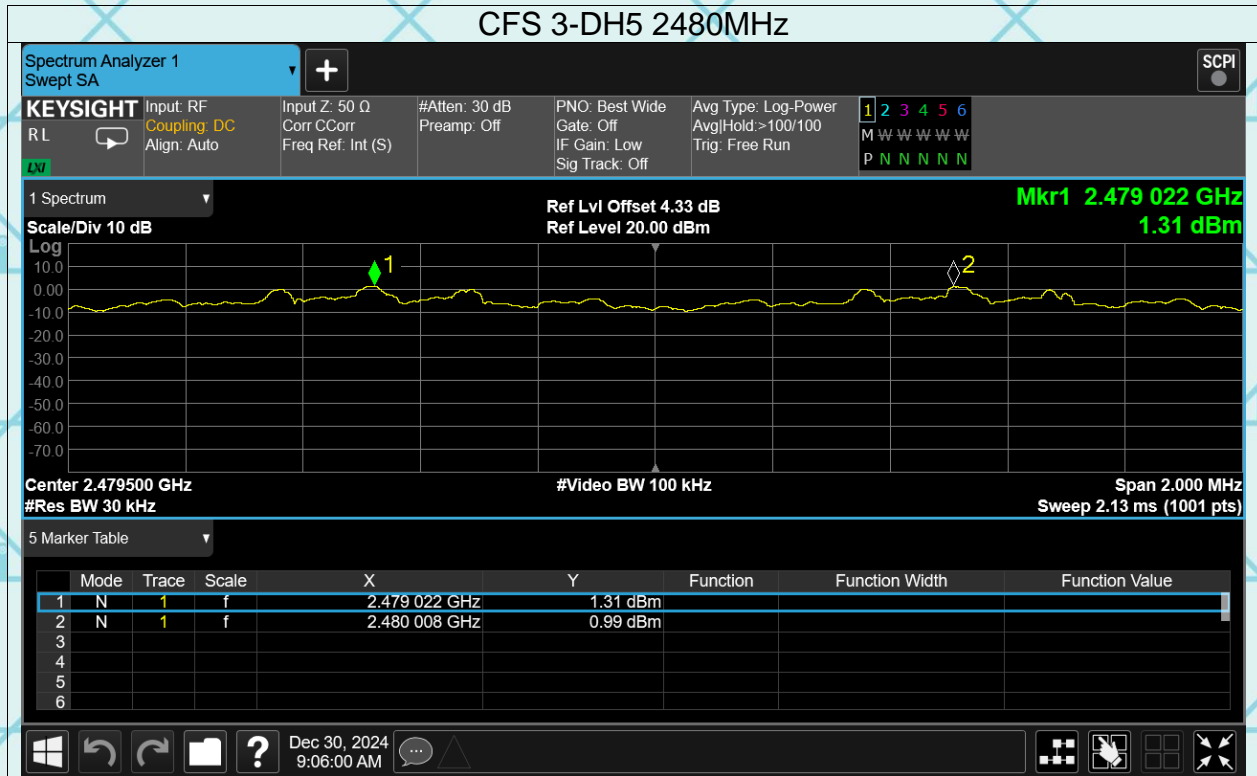 CFS 3-DH5 2480MHz
Spectrum Analyzer 1
Swept SA
SCPI
KEYSIGHT
RL
LXI
Input: RF
Coupling: DC
Align: Auto
Input Z: 50 Ω
Corr CCorr
Freq Ref: Int (S)
#Atten: 30 dB
Preamp: Off
PNO: Best Wide
Gate: Off
IF Gain: Low
Sig Track: Off
Avg Type: Log-Power
Avg|Hold:>100/100
Trig: Free Run
1 2 3 4 5 6
M W W W W W
P N N N N N
1 Spectrum
Scale/Div 10 dB
Ref Lvl Offset 4.33 dB
Ref Level 20.00 dBm
Mkr1 2.479 022 GHz
1.31 dBm
Log
10.0
0.00
-10.0
-20.0
-30.0
-40.0
-50.0
-60.0
-70.0
1
2
Center 2.479500 GHz
#Video BW 100 kHz
Span 2.000 MHz
#Res BW 30 kHz
Sweep 2.13 ms (1001 pts)
5 Marker Table
Mode Trace Scale X Y Function Function Width Function Value
1 N 1 f 2.479 022 GHz 1.31 dBm
2 N 1 f 2.480 008 GHz 0.99 dBm
3
4
5
6
?
Dec 30, 2024
9:06:00 AM